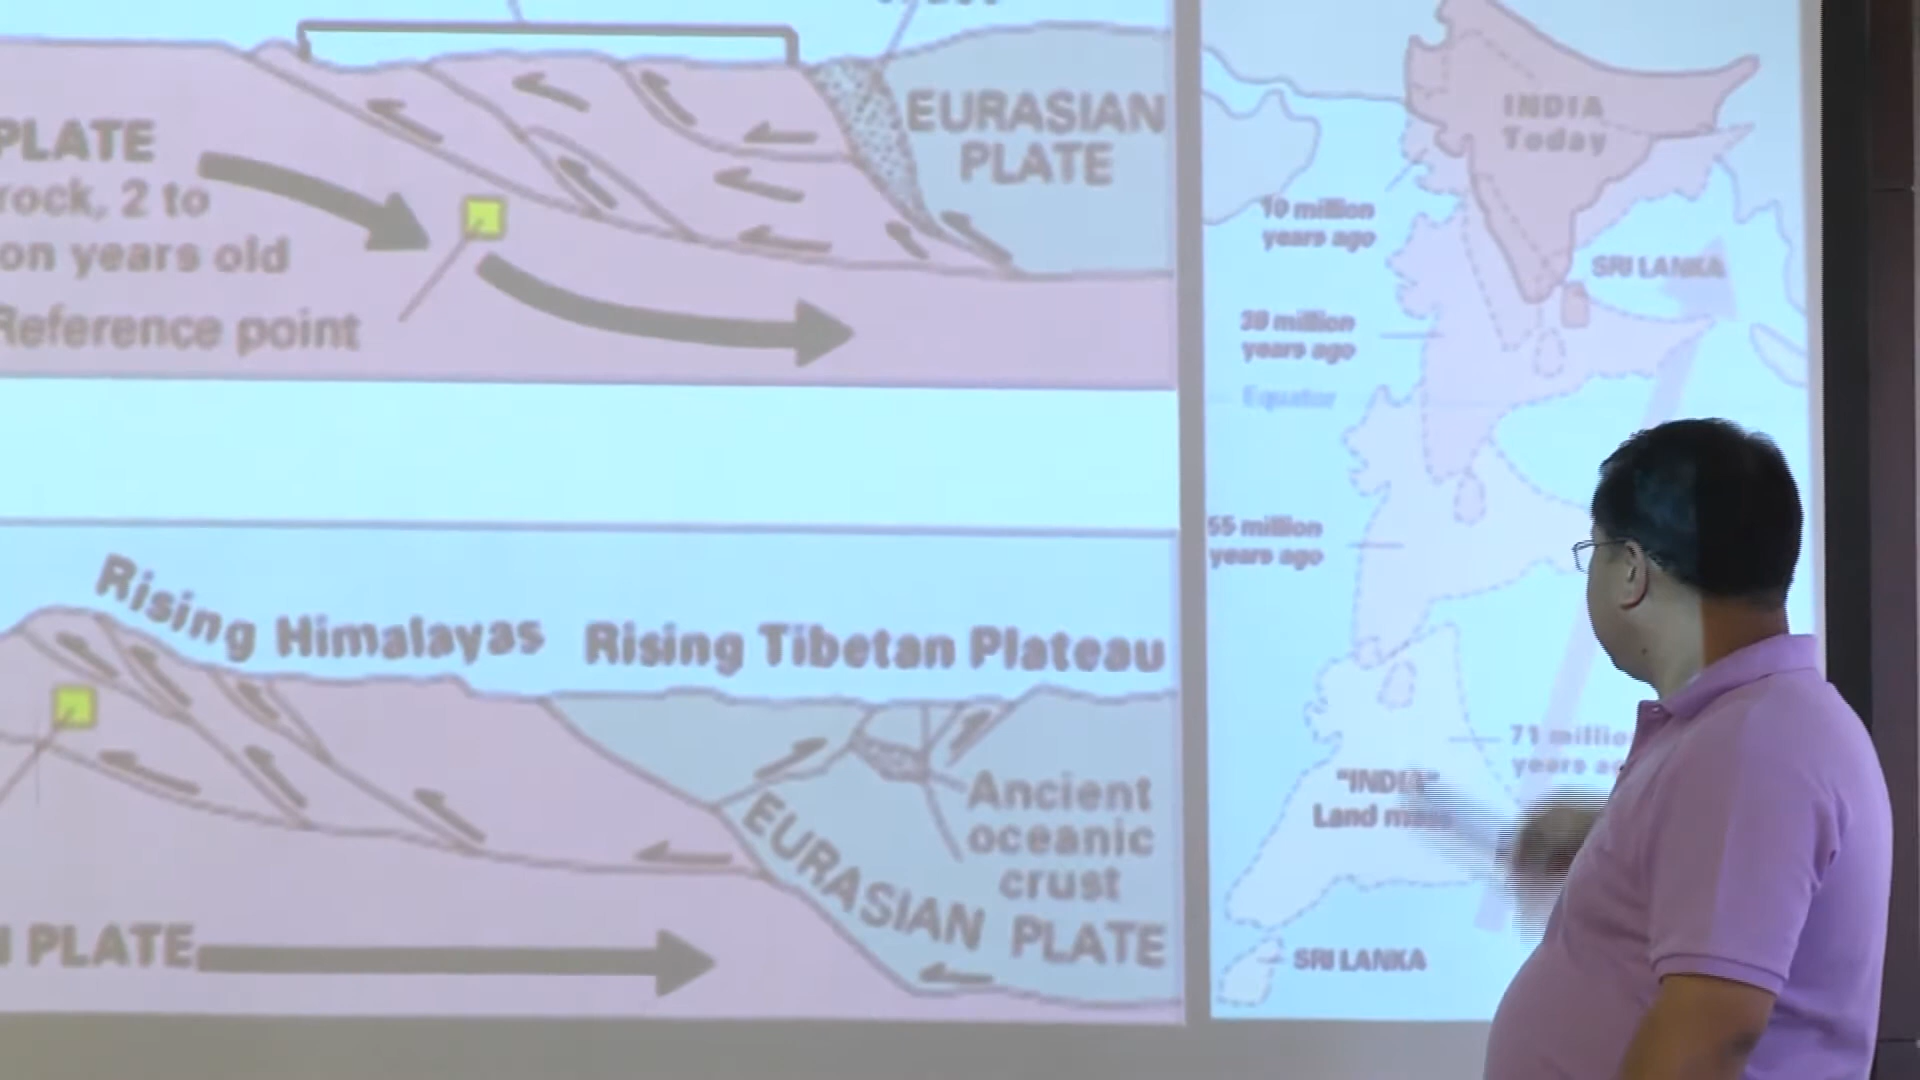 EURASIAN
PLATE
PLATE
rock, 2 to
on years old
Reference point
Rising Himalayas
Rising Tibetan Plateau
Ancient
oceanic
crust
EURASIAN PLATE
PLATE
INDIA
Today
10 million
years ago
SRI LANKA
38 million
years ago
Equator
55 million
years ago
71
years
"INDIA"
Land
SRI LANKA